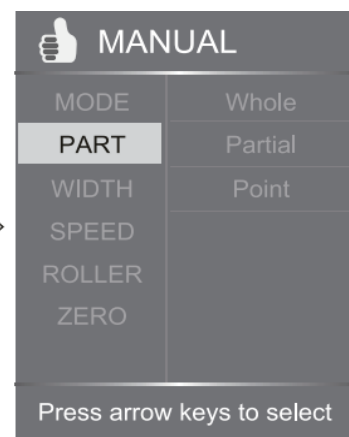 MANUAL
MODE Whole
PART Partial
WIDTH Point
SPEED
ROLLER
ZERO
Press arrow keys to select